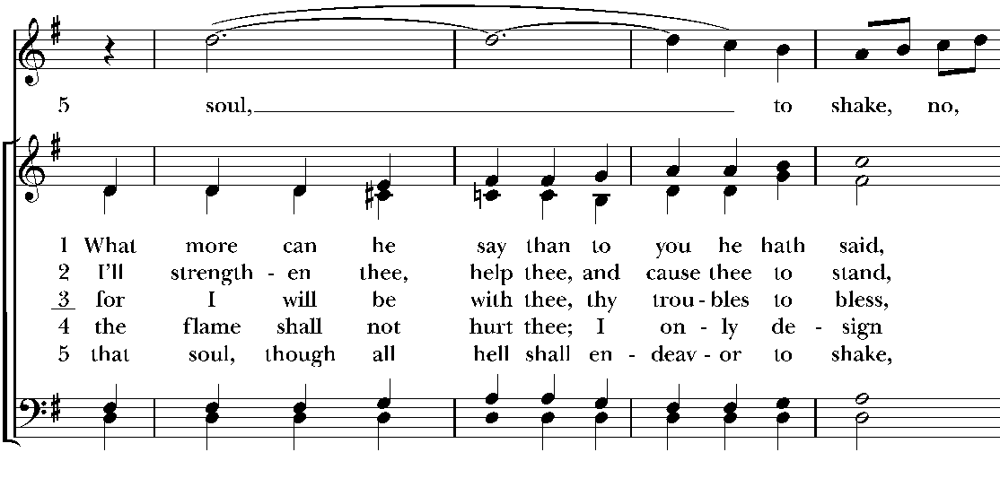 5 soul, to shake, no,
1 What more can he say than to you he hath said,
2 I'll strength - en thee, help thee, and cause thee to stand,
3 for I will be with thee, thy trou - bles to bless,
4 the flame shall not hurt thee; I on - ly de - sign
5 that soul, though all hell shall en - deav - or to shake,